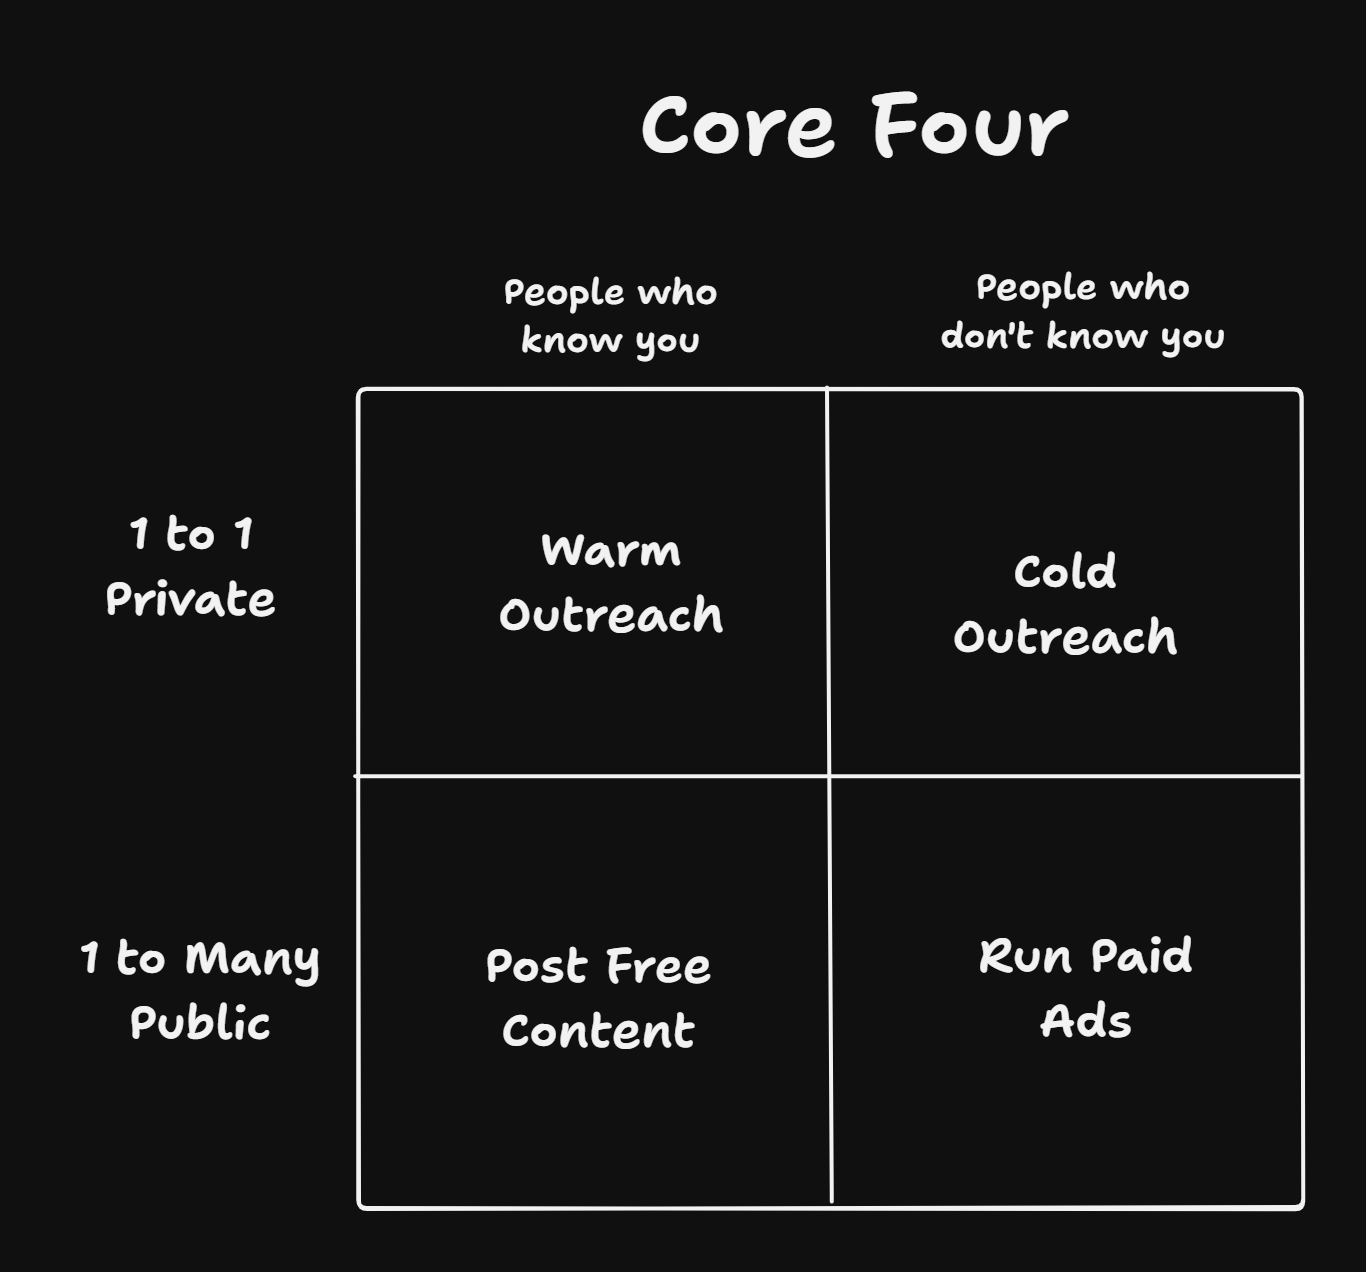 Core Four
People who
know you
People who
don't know you
1 to 1
Private
Warm
Outreach
Cold
Outreach
1 to Many
Public
Post Free
Content
Run Paid
Ads